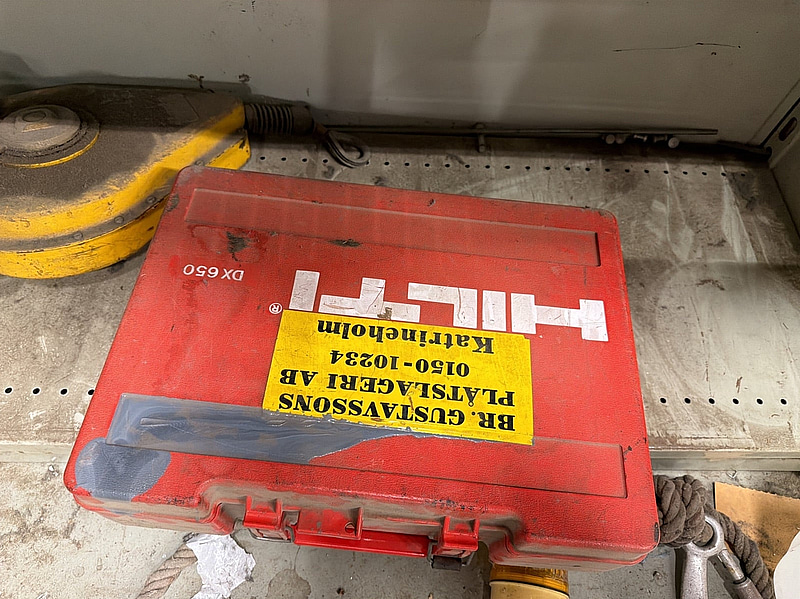 BR. GUSTAVSSONS
PLÅTSLAGERI AB
0150-10234
Katrineholm
HILTI®
DX 650